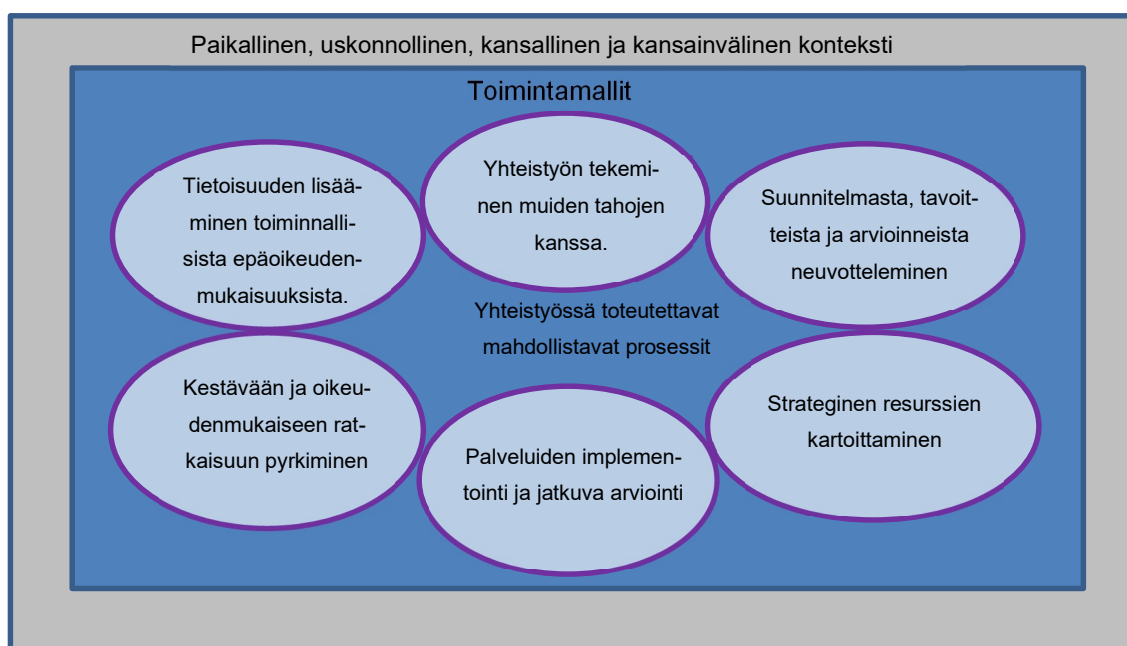 Paikallinen, uskonnollinen, kansallinen ja kansainvälinen konteksti
Toimintamallit
Tietoisuuden lisää-
minen toiminnalli-
sista epäoikeuden-
mukaisuuksista.
Yhteistyön tekemi-
nen muiden tahojen
kanssa.
Suunnitelmasta, tavoit-
teista ja arvioinneista
neuvotteleminen
Yhteistyössä toteutettavat
mahdollistavat prosessit
Kestävään ja oikeu-
denmukaiseen rat-
kaisuun pyrkiminen
Palveluiden implemen-
tointi ja jatkuva arviointi
Strateginen resurssien
kartoittaminen